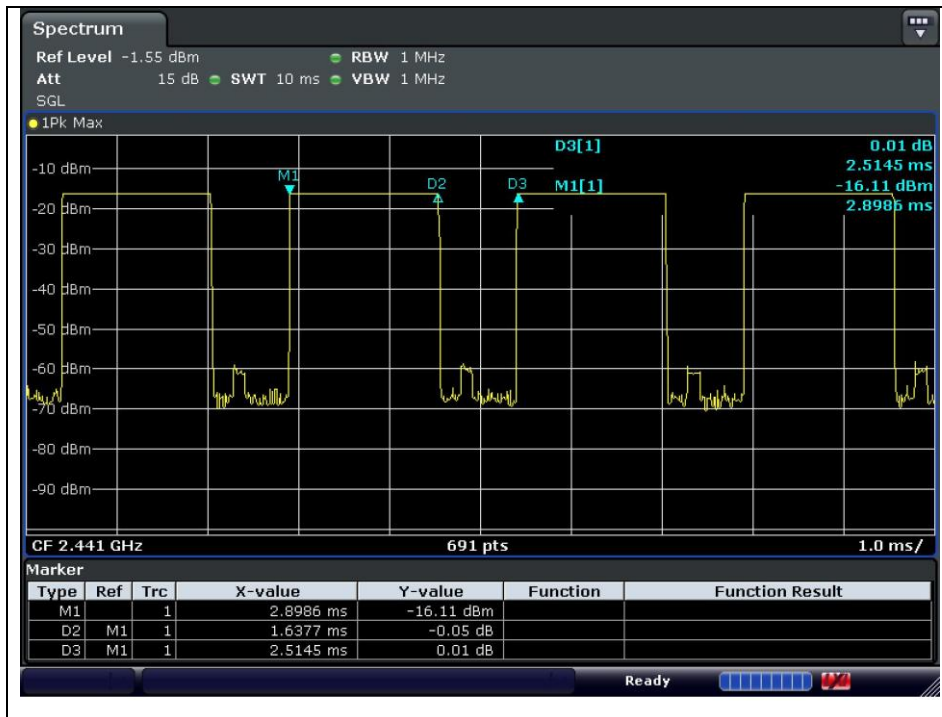 Spectrum
Ref Level -1.55 dBm RBW 1 MHz
Att 15 dB SWT 10 ms VBW 1 MHz
SGL
1Pk Max
D3[1] 0.01 dB
2.5145 ms
M1[1] -16.11 dBm
2.8986 ms
M1
D2
D3
-10 dBm
-20 dBm
-30 dBm
-40 dBm
-50 dBm
-60 dBm
-70 dBm
-80 dBm
-90 dBm
CF 2.441 GHz 691 pts 1.0 ms/
Marker
Type Ref Trc X-value Y-value Function Function Result
M1 1 2.8986 ms -16.11 dBm
D2 M1 1 1.6377 ms -0.05 dB
D3 M1 1 2.5145 ms 0.01 dB
Ready